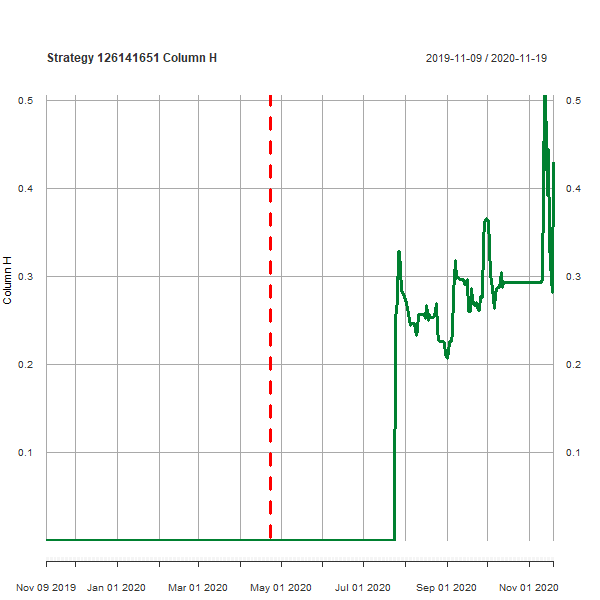 Strategy 126141651 Column H
2019-11-09 / 2020-11-19
0.5
0.5
0.4
0.4
Column H
0.3
0.3
0.2
0.2
0.1
0.1
Nov 09 2019
Jan 01 2020
Mar 01 2020
May 01 2020
Jul 01 2020
Sep 01 2020
Nov 01 2020